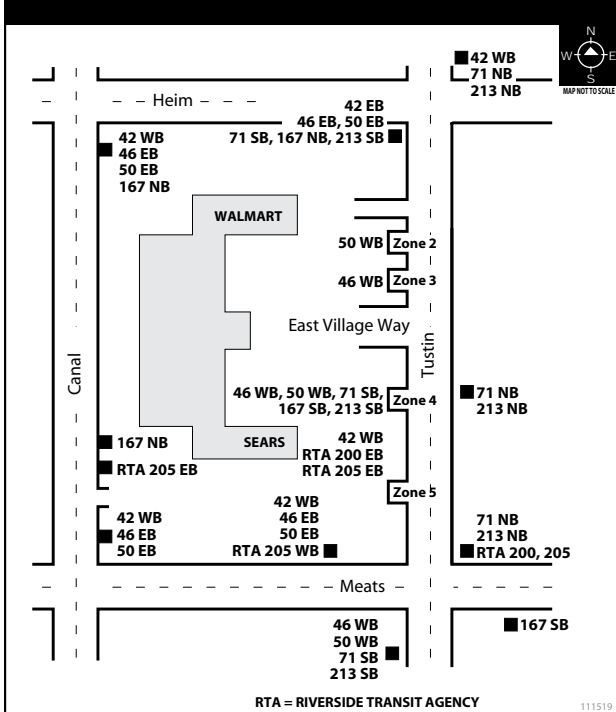 N
W E
S
MAP NOT TO SCALE
42 WB
71 NB
213 NB
Heim
42 EB
46 EB, 50 EB
71 SB, 167 NB, 213 SB
42 WB
46 EB
50 EB
167 NB
WALMART
50 WB
Zone 2
46 WB
Zone 3
East Village Way
Canal
Tustin
46 WB, 50 WB, 71 SB,
167 SB, 213 SB
Zone 4
71 NB
213 NB
167 NB
RTA 205 EB
SEARS
42 WB
RTA 200 EB
RTA 205 EB
Zone 5
42 WB
46 EB
50 EB
42 WB
46 EB
50 EB
RTA 205 WB
71 NB
213 NB
RTA 200, 205
Meats
46 WB
50 WB
71 SB
213 SB
167 SB
RTA = RIVERSIDE TRANSIT AGENCY
111519